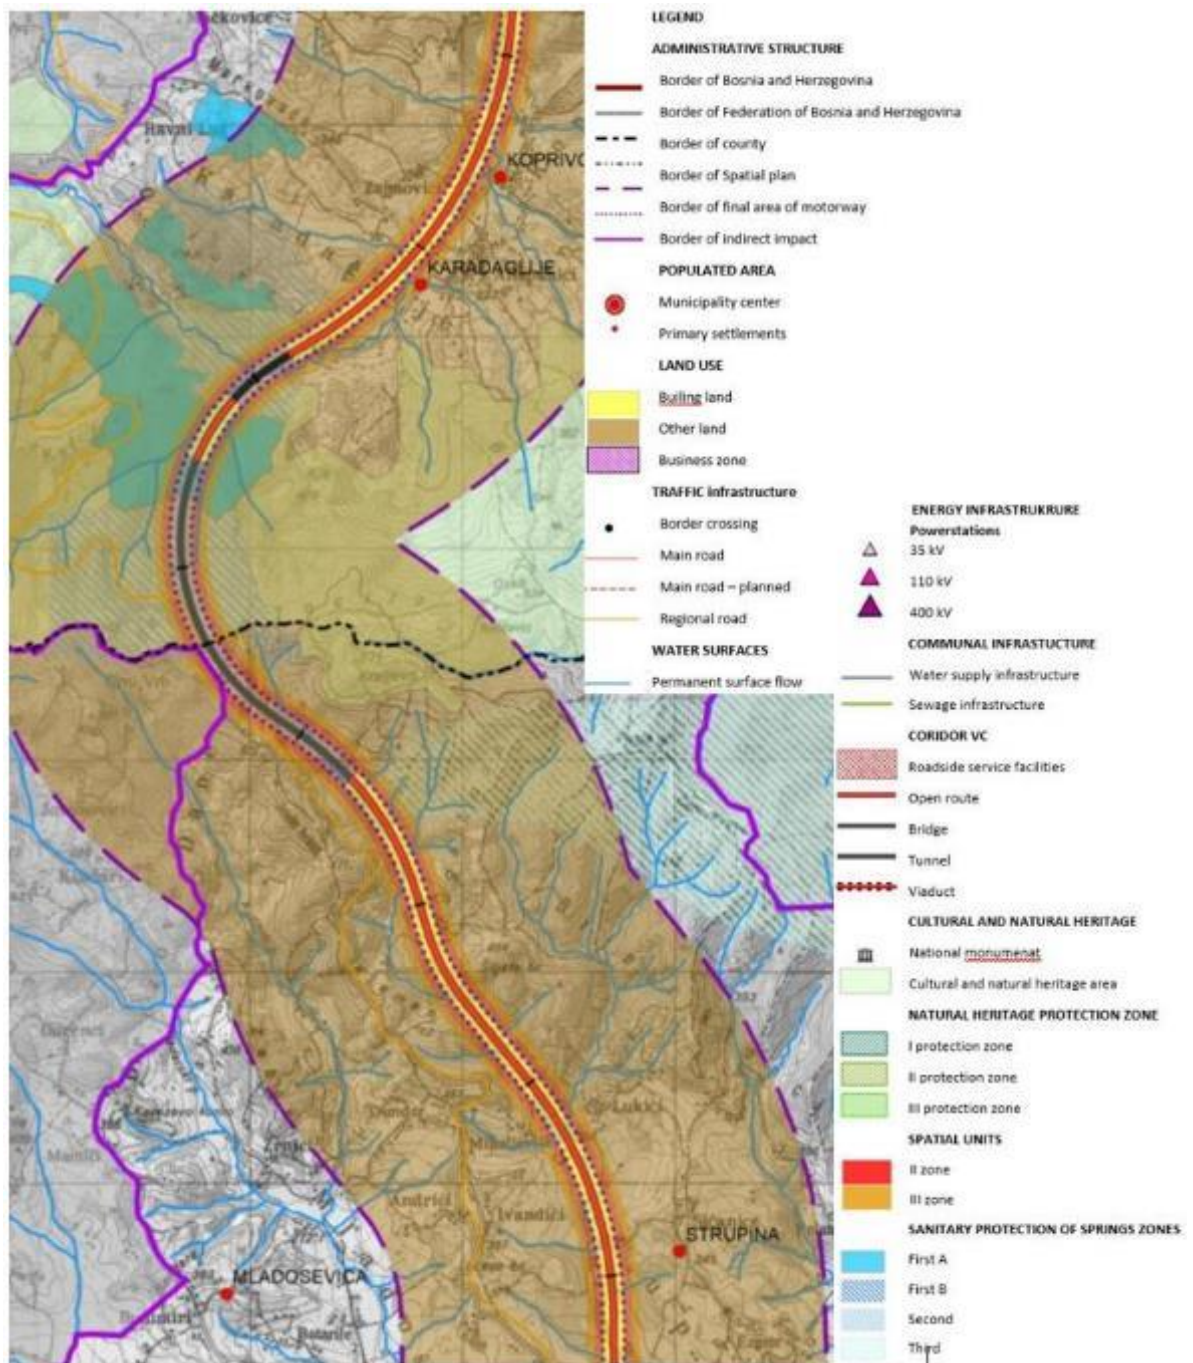 LEGEND
ADMINISTRATIVE STRUCTURE
Border of Bosnia and Herzegovina
Border of Federation of Bosnia and Herzegovina
Border of county
Border of Spatial plan
Border of final area of motorway
Border of indirect impact
POPULATED AREA
Municipality center
Primary settlements
LAND USE
Builing land
Other land
Business zone
TRAFFIC infrastructure
Border crossing
Main road
Main road – planned
Regional road
WATER SURFACES
Permanent surface flow
ENERGY INFRASTRUKRURE
Powerstations
35 kV
110 kV
400 kV
COMMUNAL INFRASTUCTURE
Water supply infrastructure
Sewage infrastructure
CORIDOR VC
Roadside service facilities
Open route
Bridge
Tunnel
Viaduct
CULTURAL AND NATURAL HERITAGE
National monumenat
Cultural and natural heritage area
NATURAL HERITAGE PROTECTION ZONE
I protection zone
II protection zone
III protection zone
SPATIAL UNITS
II zone
III zone
SANITARY PROTECTION OF SPRINGS ZONES
First A
First B
Second
Third
KOPRIVC
KARADAGLIJE
Lukići
Andrići
Ivandići
STRUPINA
MLADOSEVICA